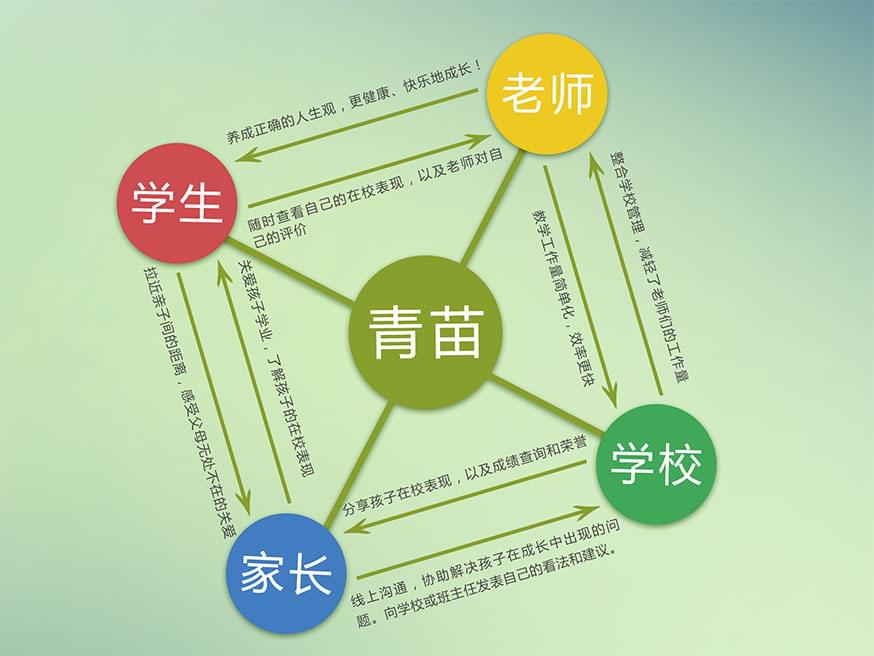 老师
养成正确的人生观，更健康、快乐地成长！
学生
随时查看自己的在校表现，以及老师对自
己的评价
整合学校管理，减轻了老师们的工作量
教学工作量简单化，效率更快
青苗
拉近亲子间的距离，感受父母无处不在的关爱
关爱孩子学业，了解孩子的在校表现
学校
分享孩子在校表现，以及成绩查询和荣誉
家长
线上沟通，协助解决孩子在成长中出现的问
题。向学校或班主任发表自己的看法和建议。